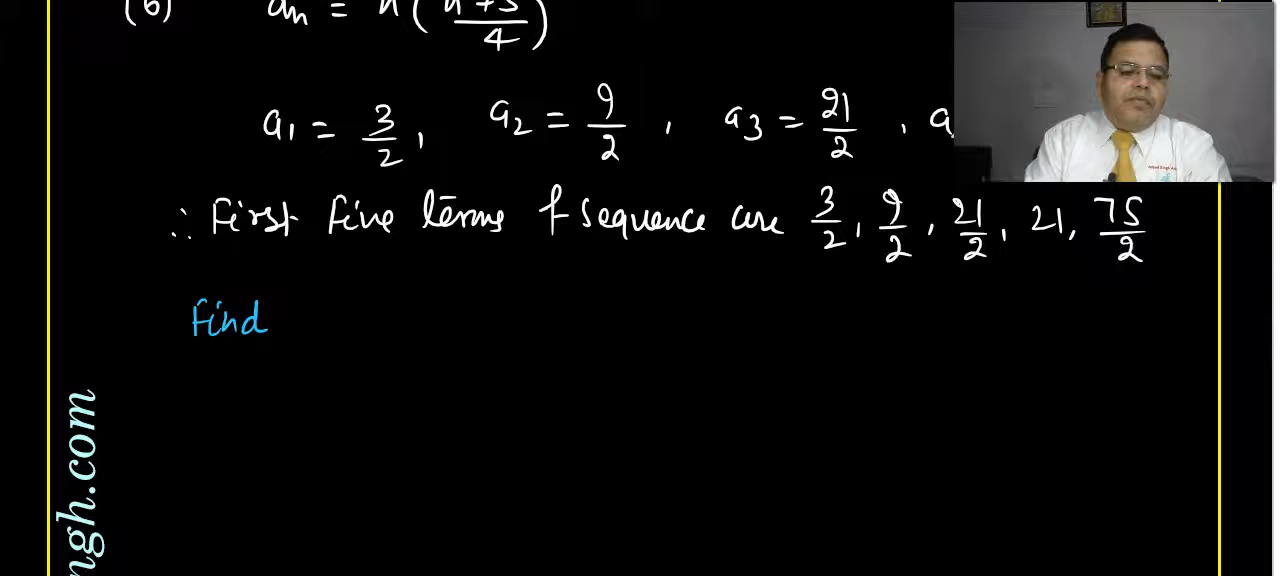 (6) an = n(n²+5/4)
a1 = 3/2, a2 = 9/2, a3 = 21/2, a
∴ First five terms of sequence are 3/2, 9/2, 21/2, 21, 75/2
Find
ngh.com